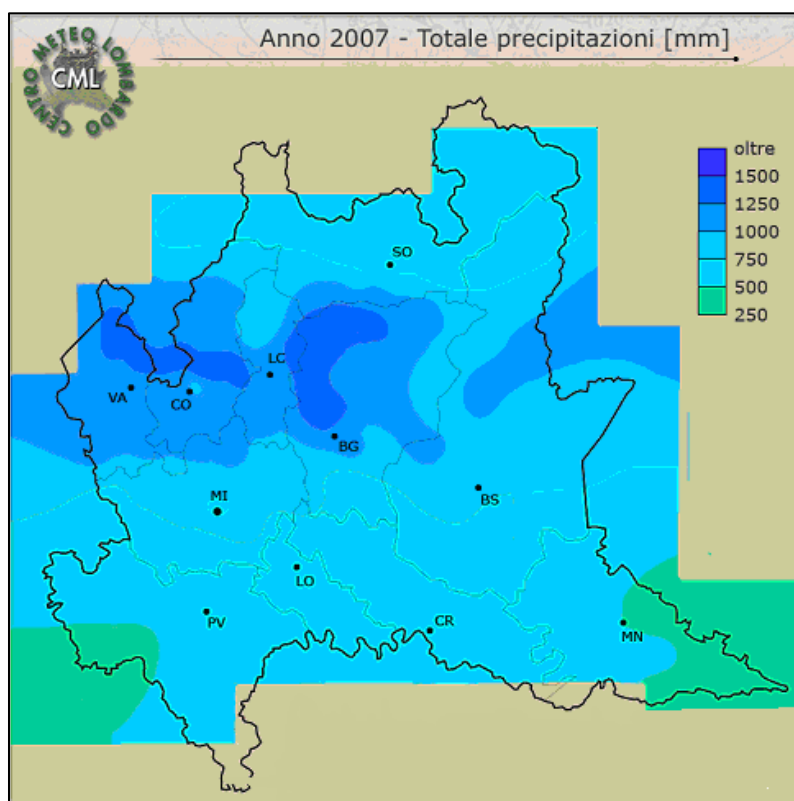 Anno 2007 - Totale precipitazioni [mm]
CENTRO METEO LOMBARDO
CML
oltre
1500
1250
1000
750
500
250
SO
LC
VA
CO
BG
MI
BS
LO
PV
CR
MN